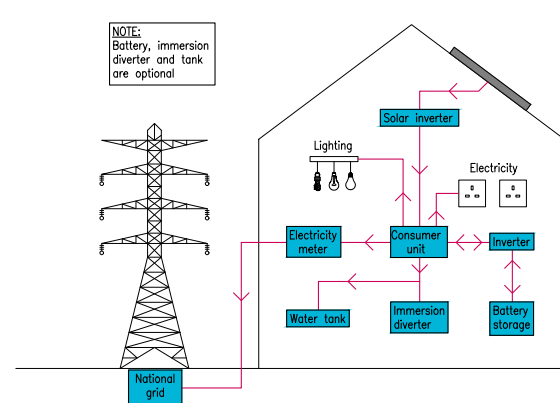 NOTE:
Battery, immersion
diverter and tank
are optional
Solar inverter
Lighting
Electricity
Electricity
meter
Consumer
unit
Inverter
Water tank
Immersion
diverter
Battery
storage
National
grid